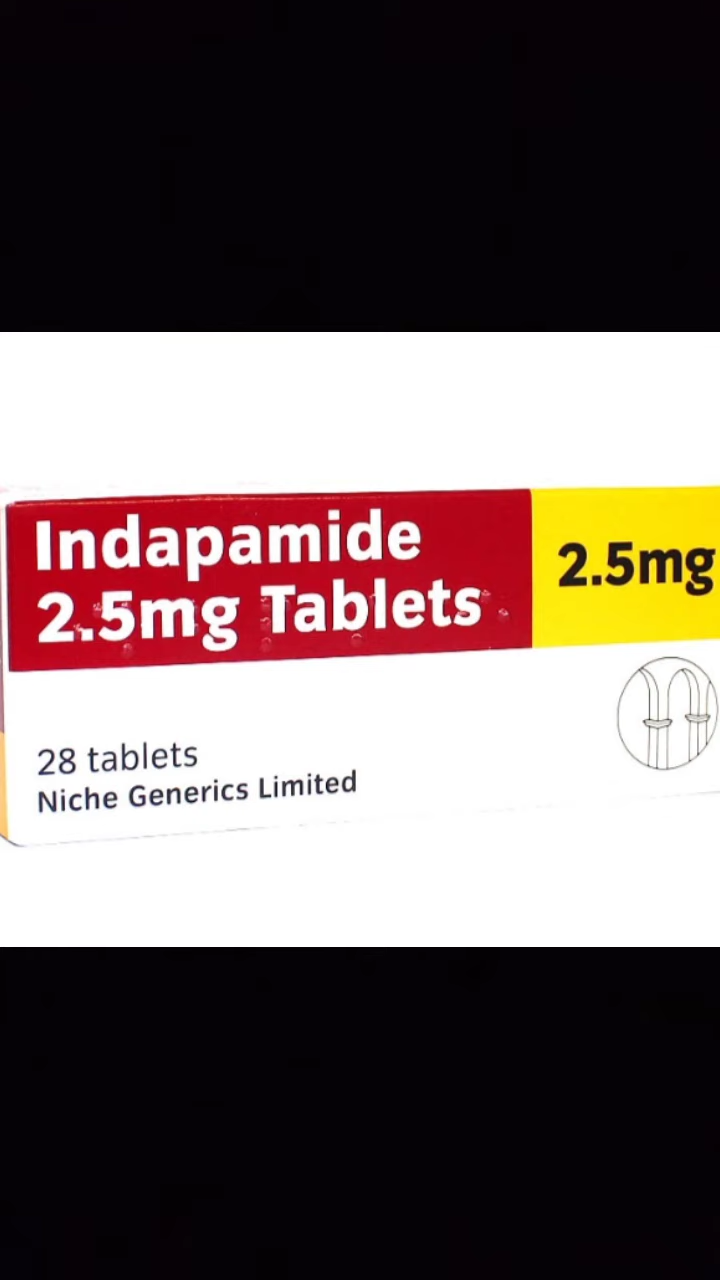 Indapamide
2.5mg Tablets
2.5mg
28 tablets
Niche Generics Limited